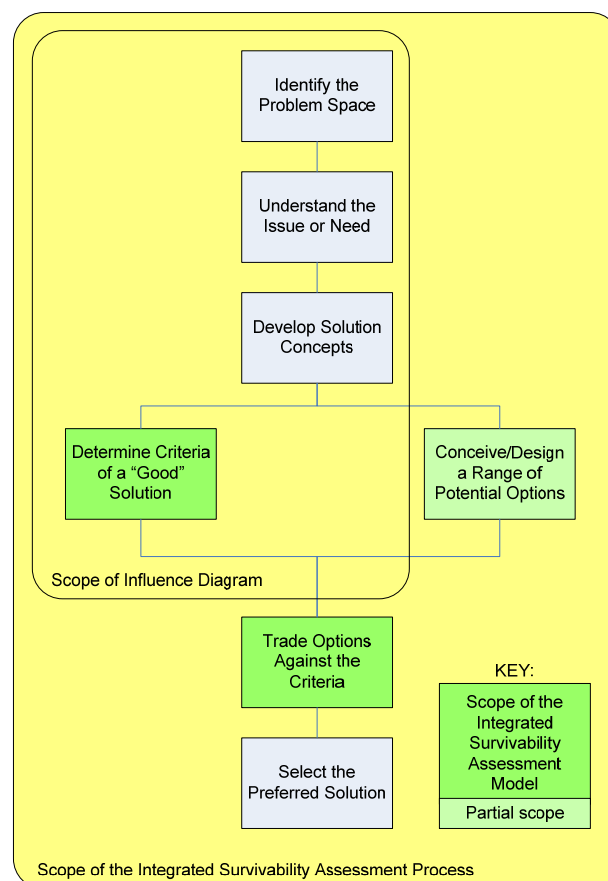 Identify the
Problem Space
Understand the
Issue or Need
Develop Solution
Concepts
Determine Criteria
of a “Good”
Solution
Conceive/Design
a Range of
Potential Options
Scope of Influence Diagram
Trade Options
Against the
Criteria
Select the
Preferred Solution
KEY:
Scope of the
Integrated
Survivability
Assessment
Model
Partial scope
Scope of the Integrated Survivability Assessment Process